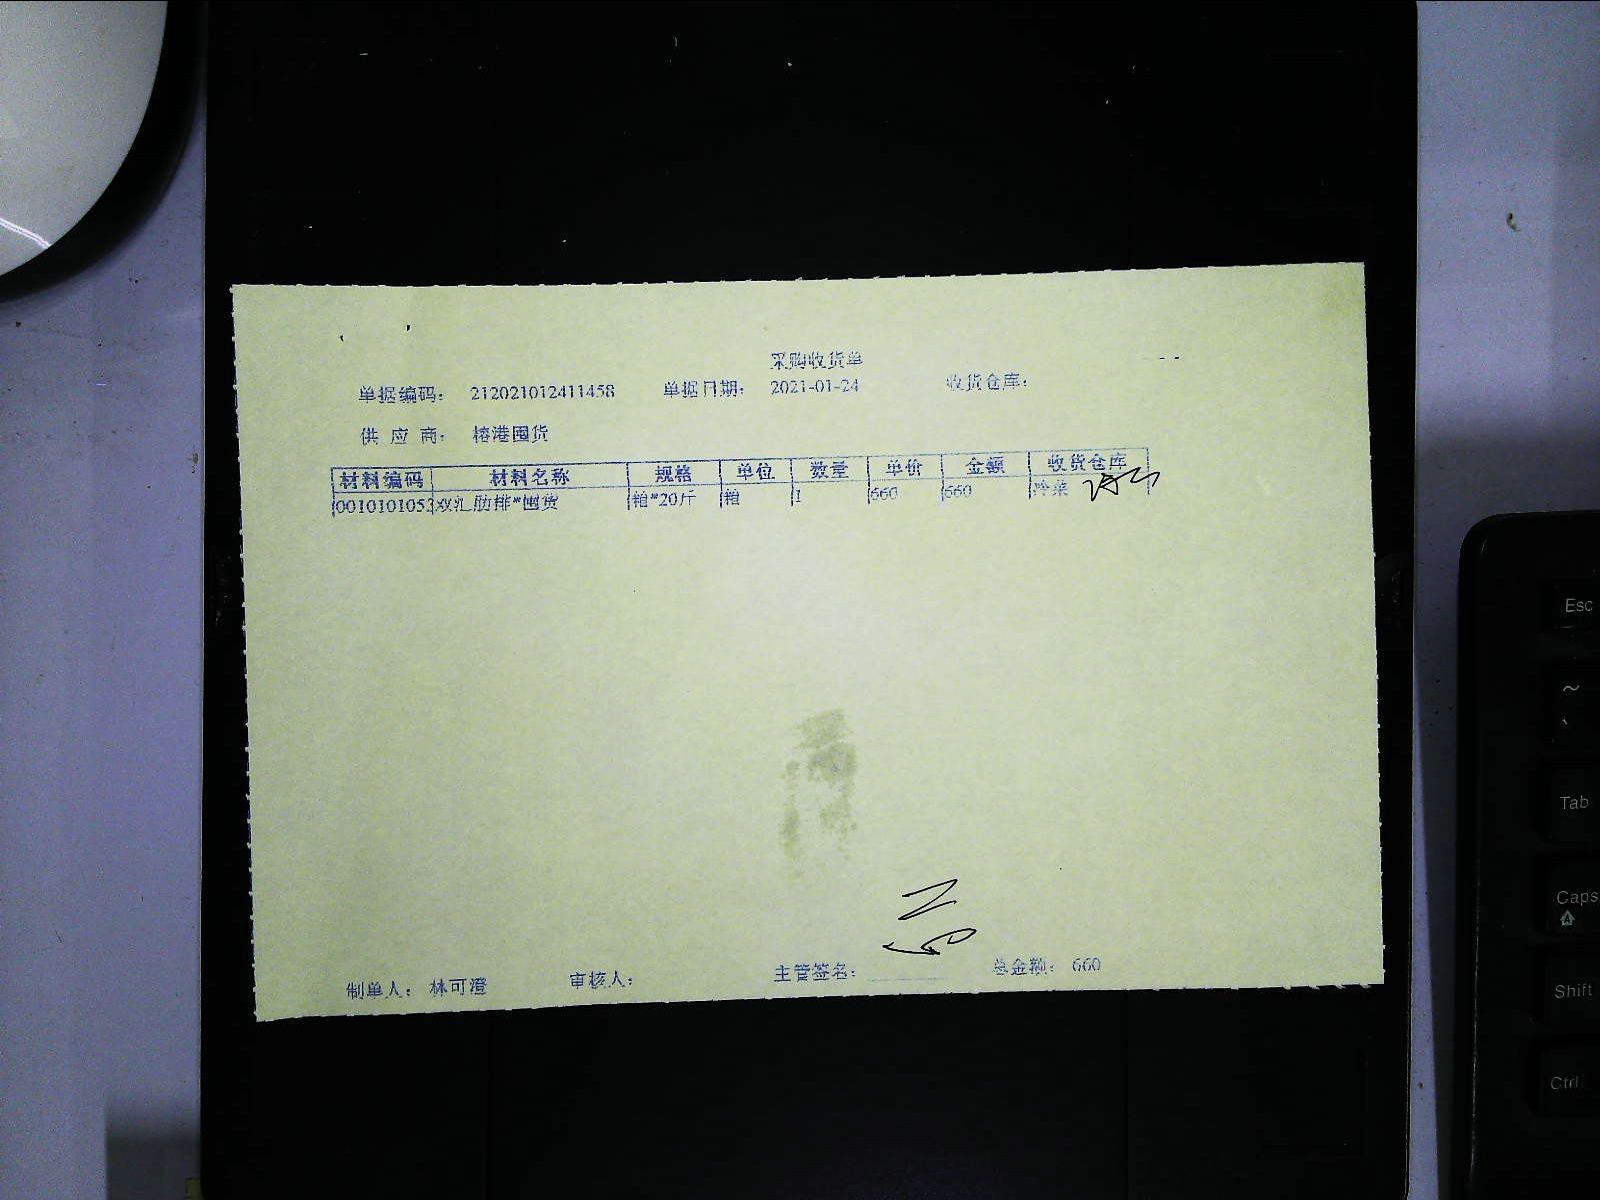 采购收货单
单据编码: 212021012411458 单据日期: 2021-01-24 收货仓库:
供 应 商: 榕港囤货
材料编码 材料名称 规格 单位 数量 单价 金额 收货仓库
0010101053 双汇肋排*囤货 箱*20斤 箱 1 660 660 冷菜
制单人: 林可澄 审核人: 主管签名: 总金额: 660
Esc
~
`
Tab
Caps
Shift
Ctrl